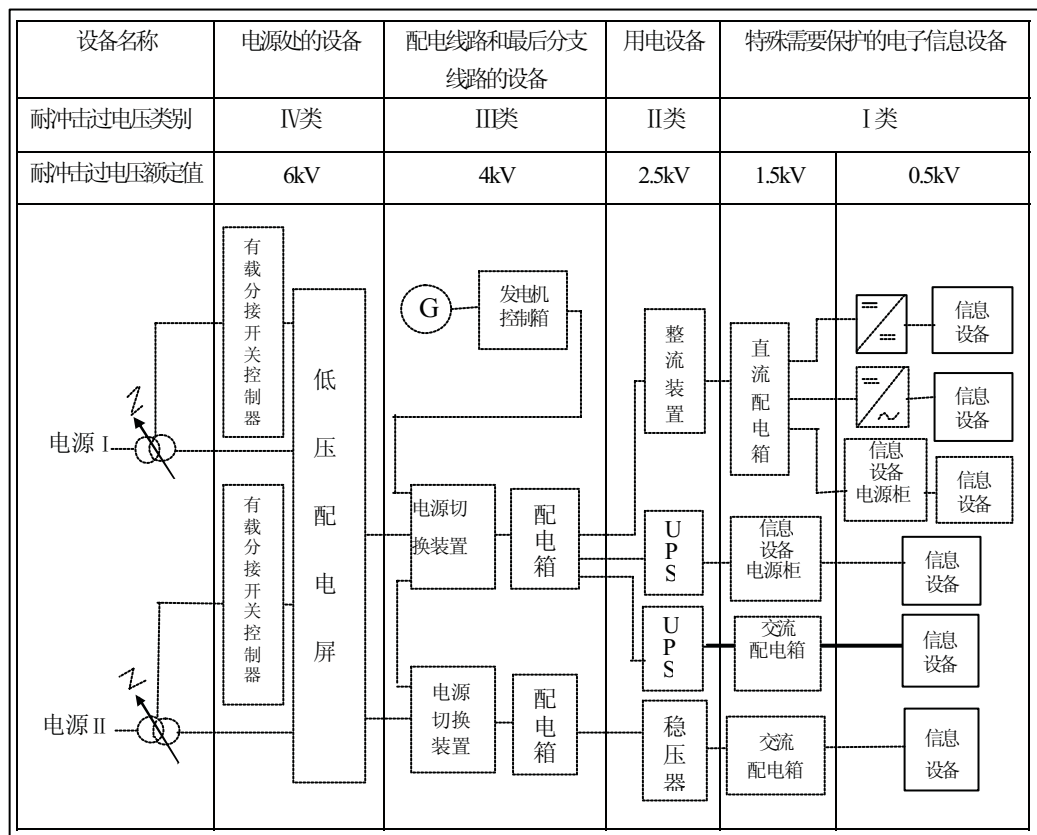 设备名称
电源处的设备
配电线路和最后分支
线路的设备
用电设备
特殊需要保护的电子信息设备
耐冲击过电压类别
Ⅳ类
Ⅲ类
Ⅱ类
Ⅰ类
耐冲击过电压额定值
6kV
4kV
2.5kV
1.5kV
0.5kV
有载分接开关控制器
G
发电机
控制箱
整流装置
直流配电箱
信息
设备
低压配电屏
信息
设备
电源 Ⅰ
信息
设备
电源柜
信息
设备
有载分接开关控制器
电源切
换装置
配电箱
UPS
信息
设备
电源柜
信息
设备
UPS
交流
配电箱
信息
设备
电源
切换
装置
配电箱
电源 Ⅱ
稳压器
交流
配电箱
信息
设备